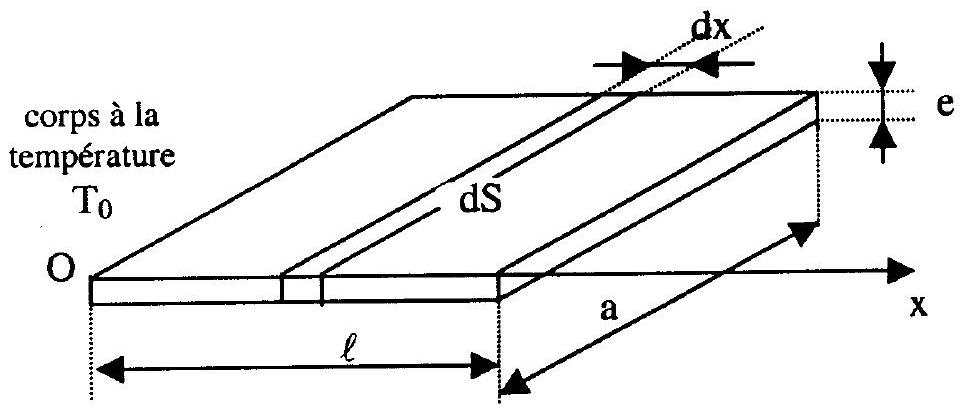 dx
e
corps à la
température
T₀
dS
O
x
a
ℓ